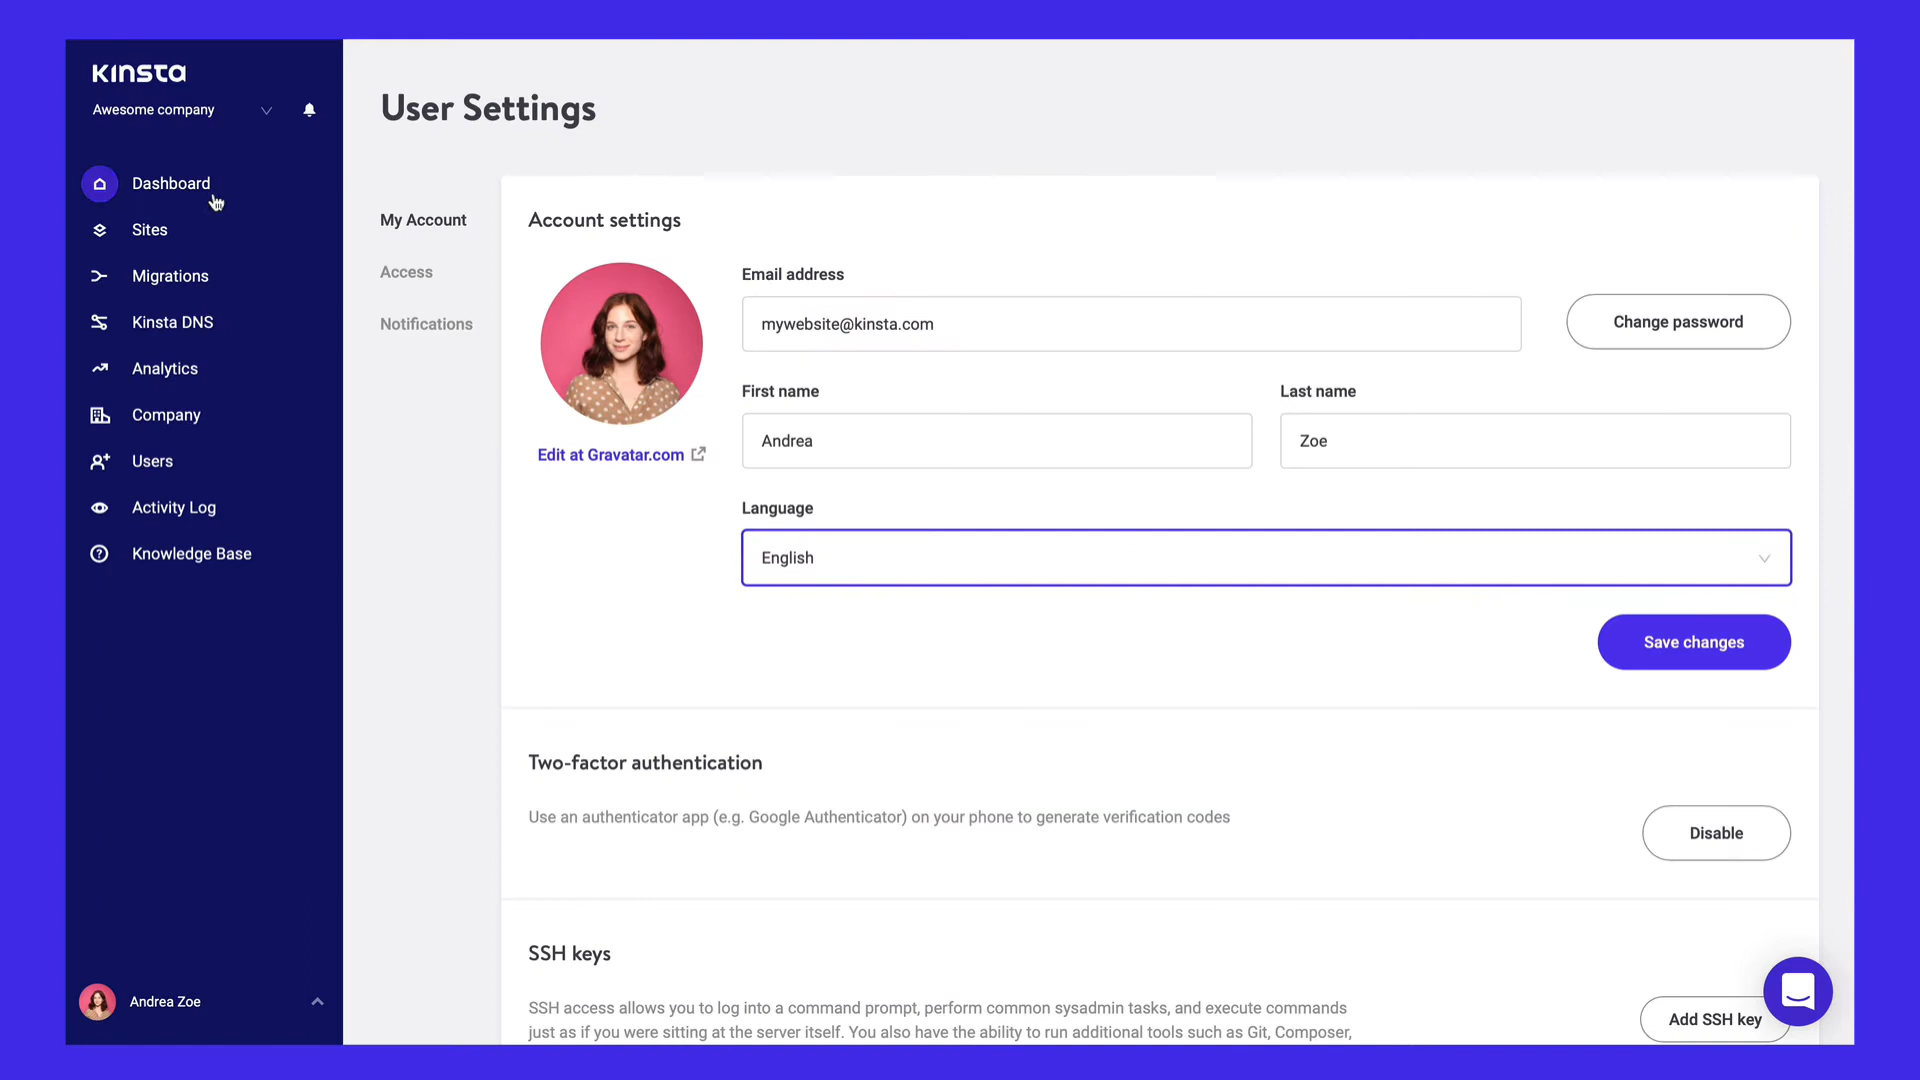 KINSTA
Awesome company
Dashboard
Sites
Migrations
Kinsta DNS
Analytics
Company
Users
Activity Log
Knowledge Base
Andrea Zoe
User Settings
My Account
Access
Notifications
Account settings
Edit at Gravatar.com
Email address
mywebsite@kinsta.com
Change password
First name
Andrea
Last name
Zoe
Language
English
Save changes
Two-factor authentication
Use an authenticator app (e.g. Google Authenticator) on your phone to generate verification codes
Disable
SSH keys
SSH access allows you to log into a command prompt, perform common sysadmin tasks, and execute commands
just as if you were sitting at the server itself. You also have the ability to run additional tools such as Git, Composer,
Add SSH key